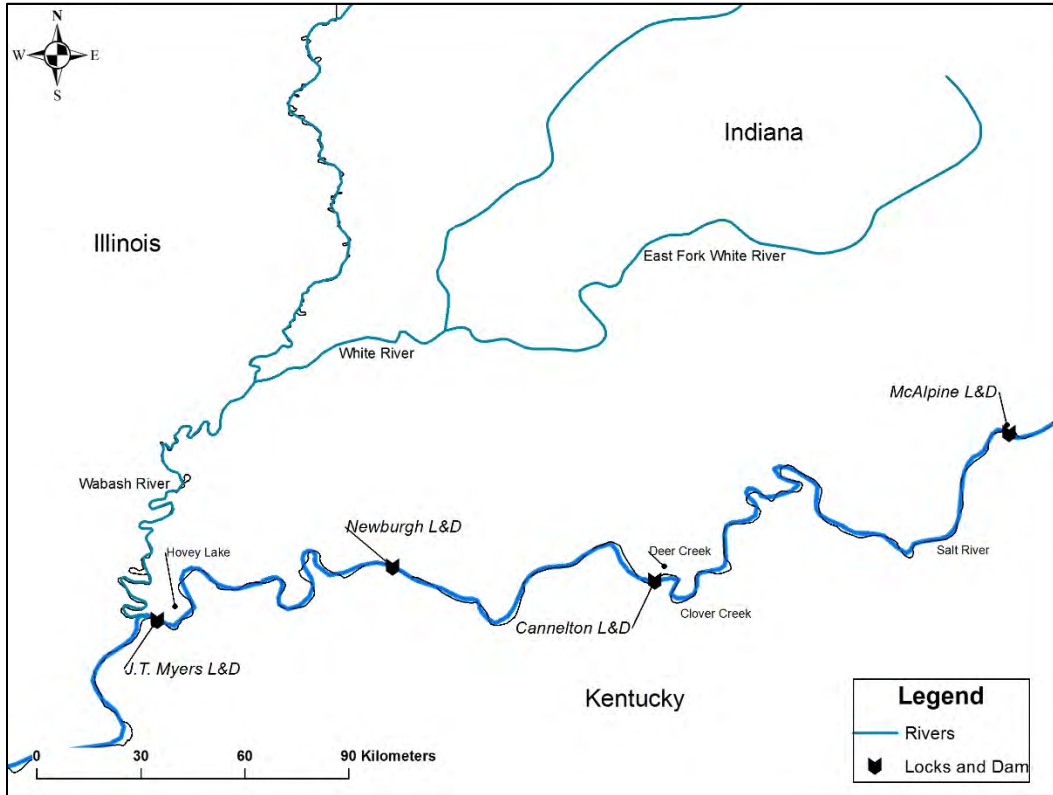 N
W E
S
Indiana
Illinois
East Fork White River
White River
McAlpine L&D
Wabash River
Newburgh L&D
Hovey Lake
Deer Creek
Salt River
Clover Creek
Cannelton L&D
J.T. Myers L&D
Kentucky
Legend
Rivers
Locks and Dam
0 30 60 90 Kilometers